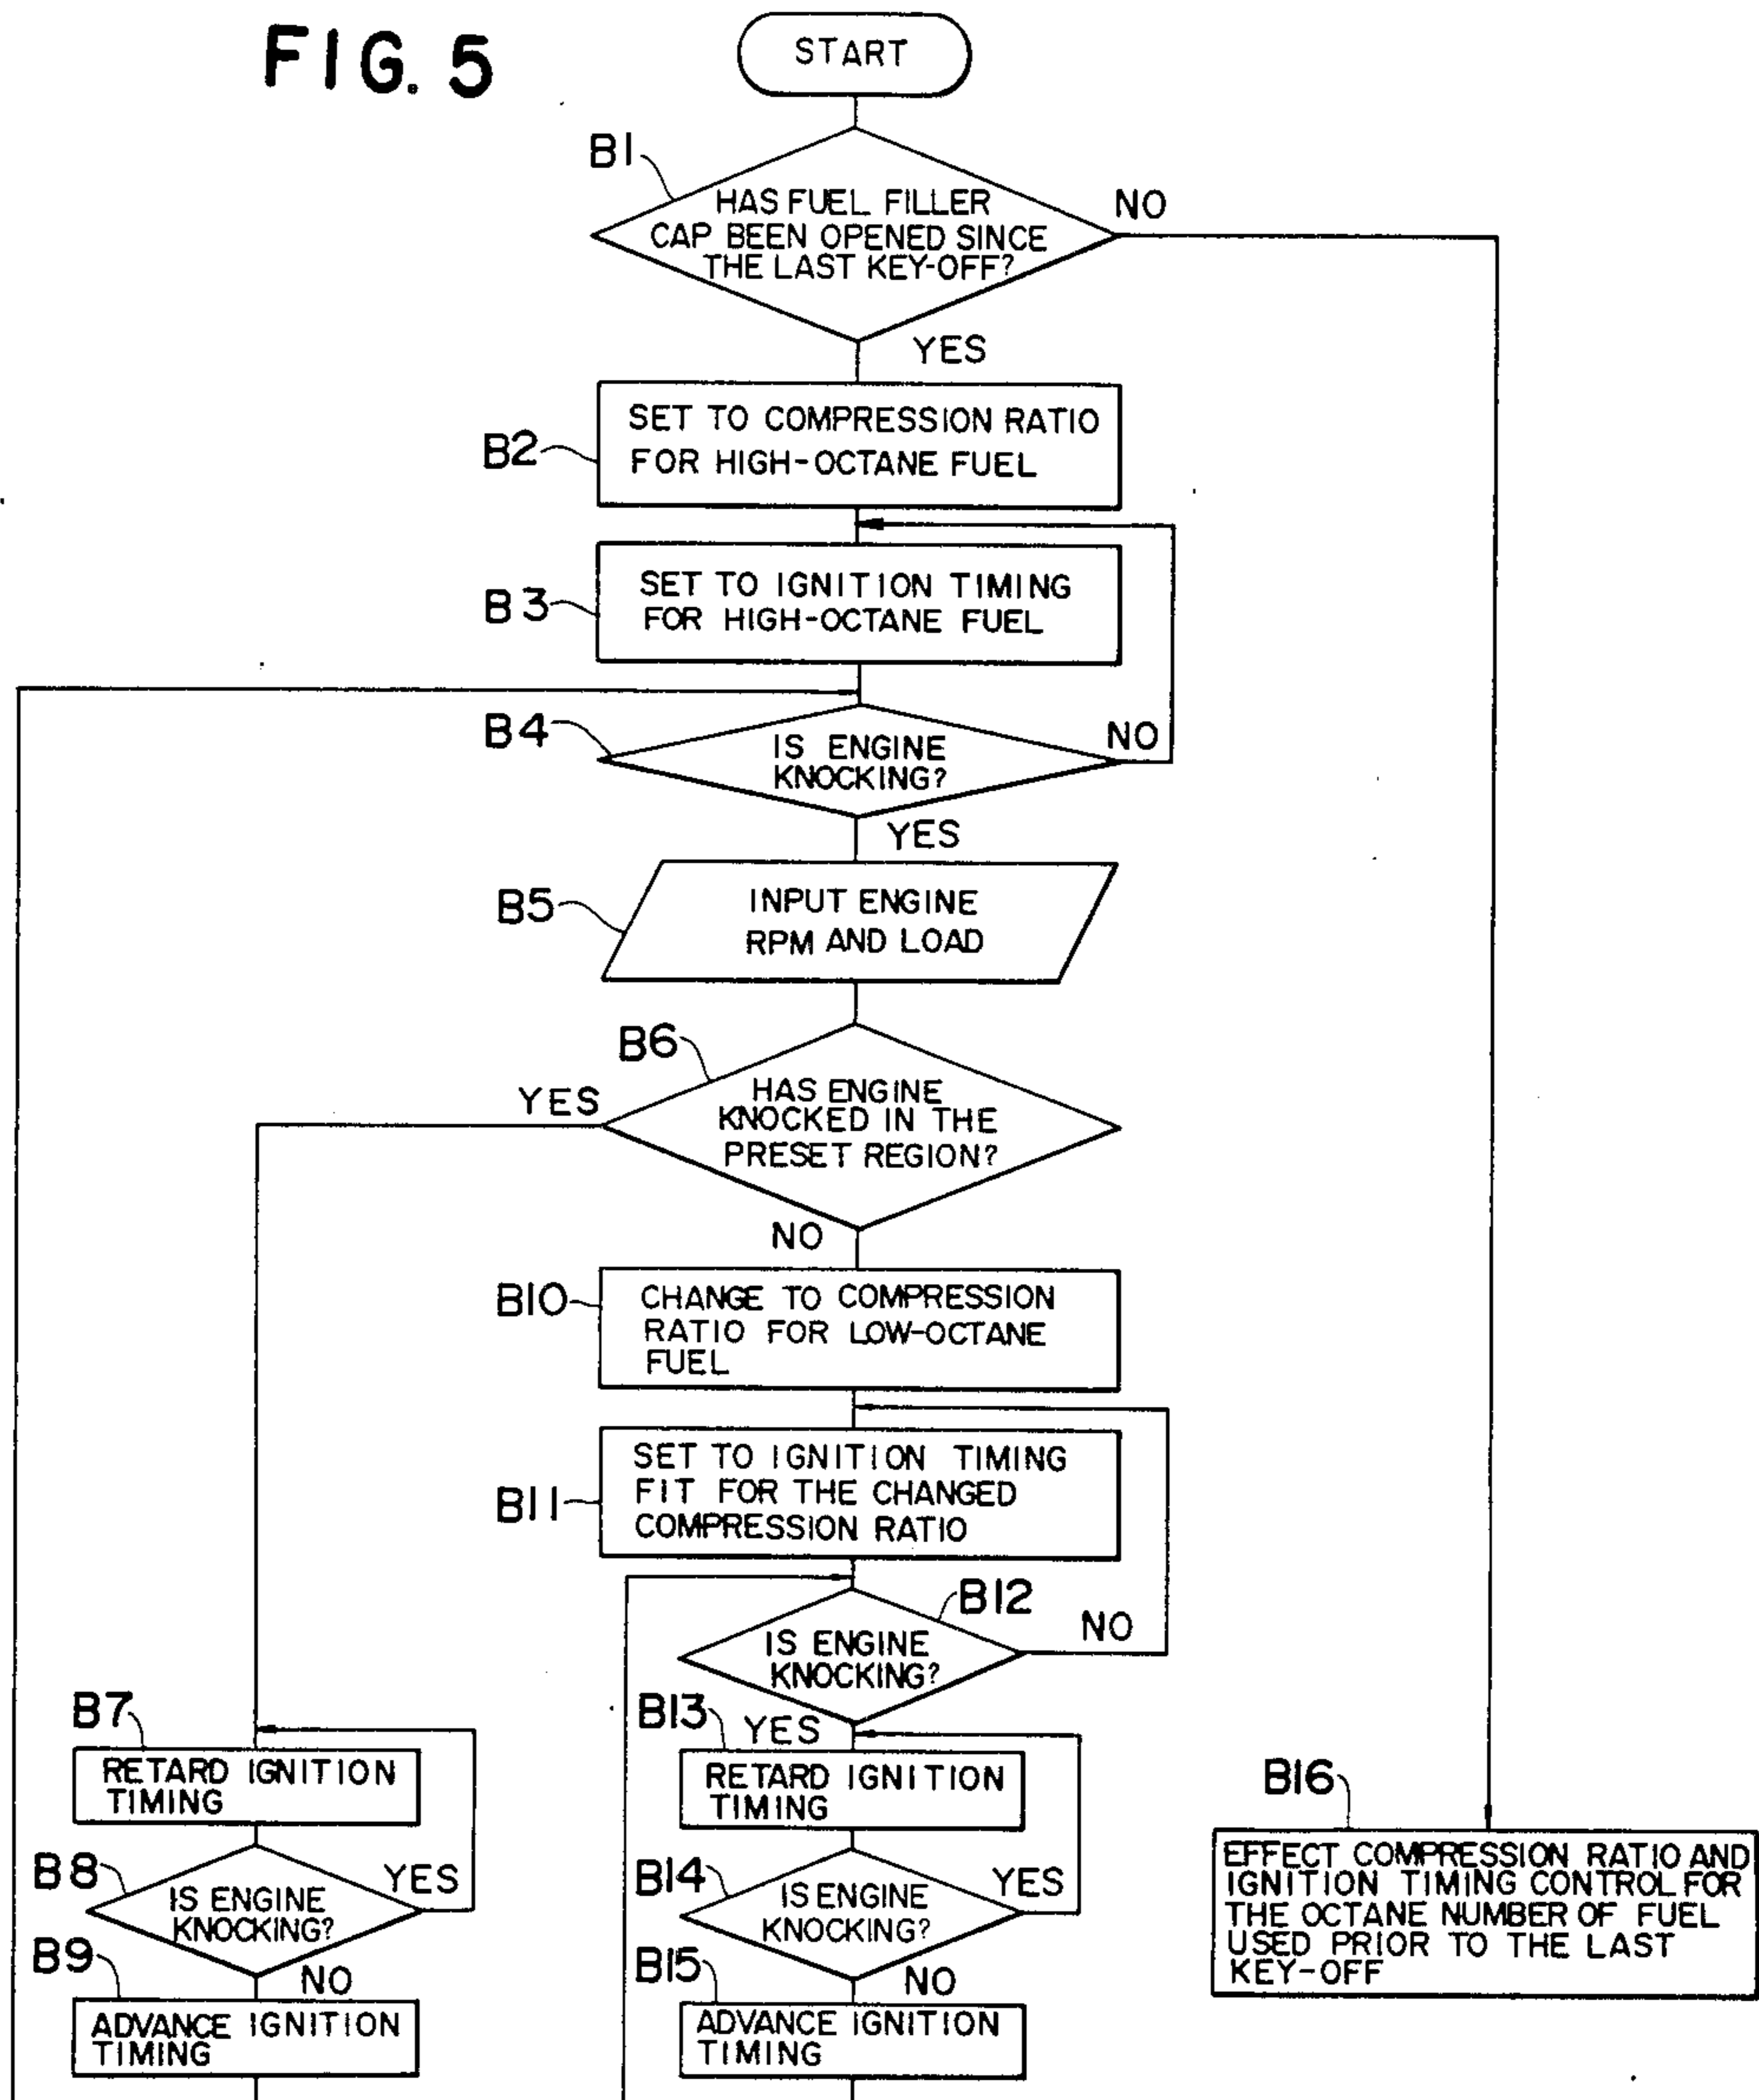 FIG. 5
START
B1
HAS FUEL FILLER
CAP BEEN OPENED SINCE
THE LAST KEY-OFF?
NO
YES
B2
SET TO COMPRESSION RATIO
FOR HIGH-OCTANE FUEL
B3
SET TO IGNITION TIMING
FOR HIGH-OCTANE FUEL
B4
IS ENGINE
KNOCKING?
NO
YES
B5
INPUT ENGINE
RPM AND LOAD
B6
HAS ENGINE
KNOCKED IN THE
PRESET REGION?
YES
NO
B10
CHANGE TO COMPRESSION
RATIO FOR LOW-OCTANE
FUEL
B11
SET TO IGNITION TIMING
FIT FOR THE CHANGED
COMPRESSION RATIO
B12
IS ENGINE
KNOCKING?
NO
YES
B7
RETARD IGNITION
TIMING
B8
IS ENGINE
KNOCKING?
YES
NO
B9
ADVANCE IGNITION
TIMING
B13
RETARD IGNITION
TIMING
B14
IS ENGINE
KNOCKING?
YES
NO
B15
ADVANCE IGNITION
TIMING
B16
EFFECT COMPRESSION RATIO AND
IGNITION TIMING CONTROL FOR
THE OCTANE NUMBER OF FUEL
USED PRIOR TO THE LAST
KEY-OFF